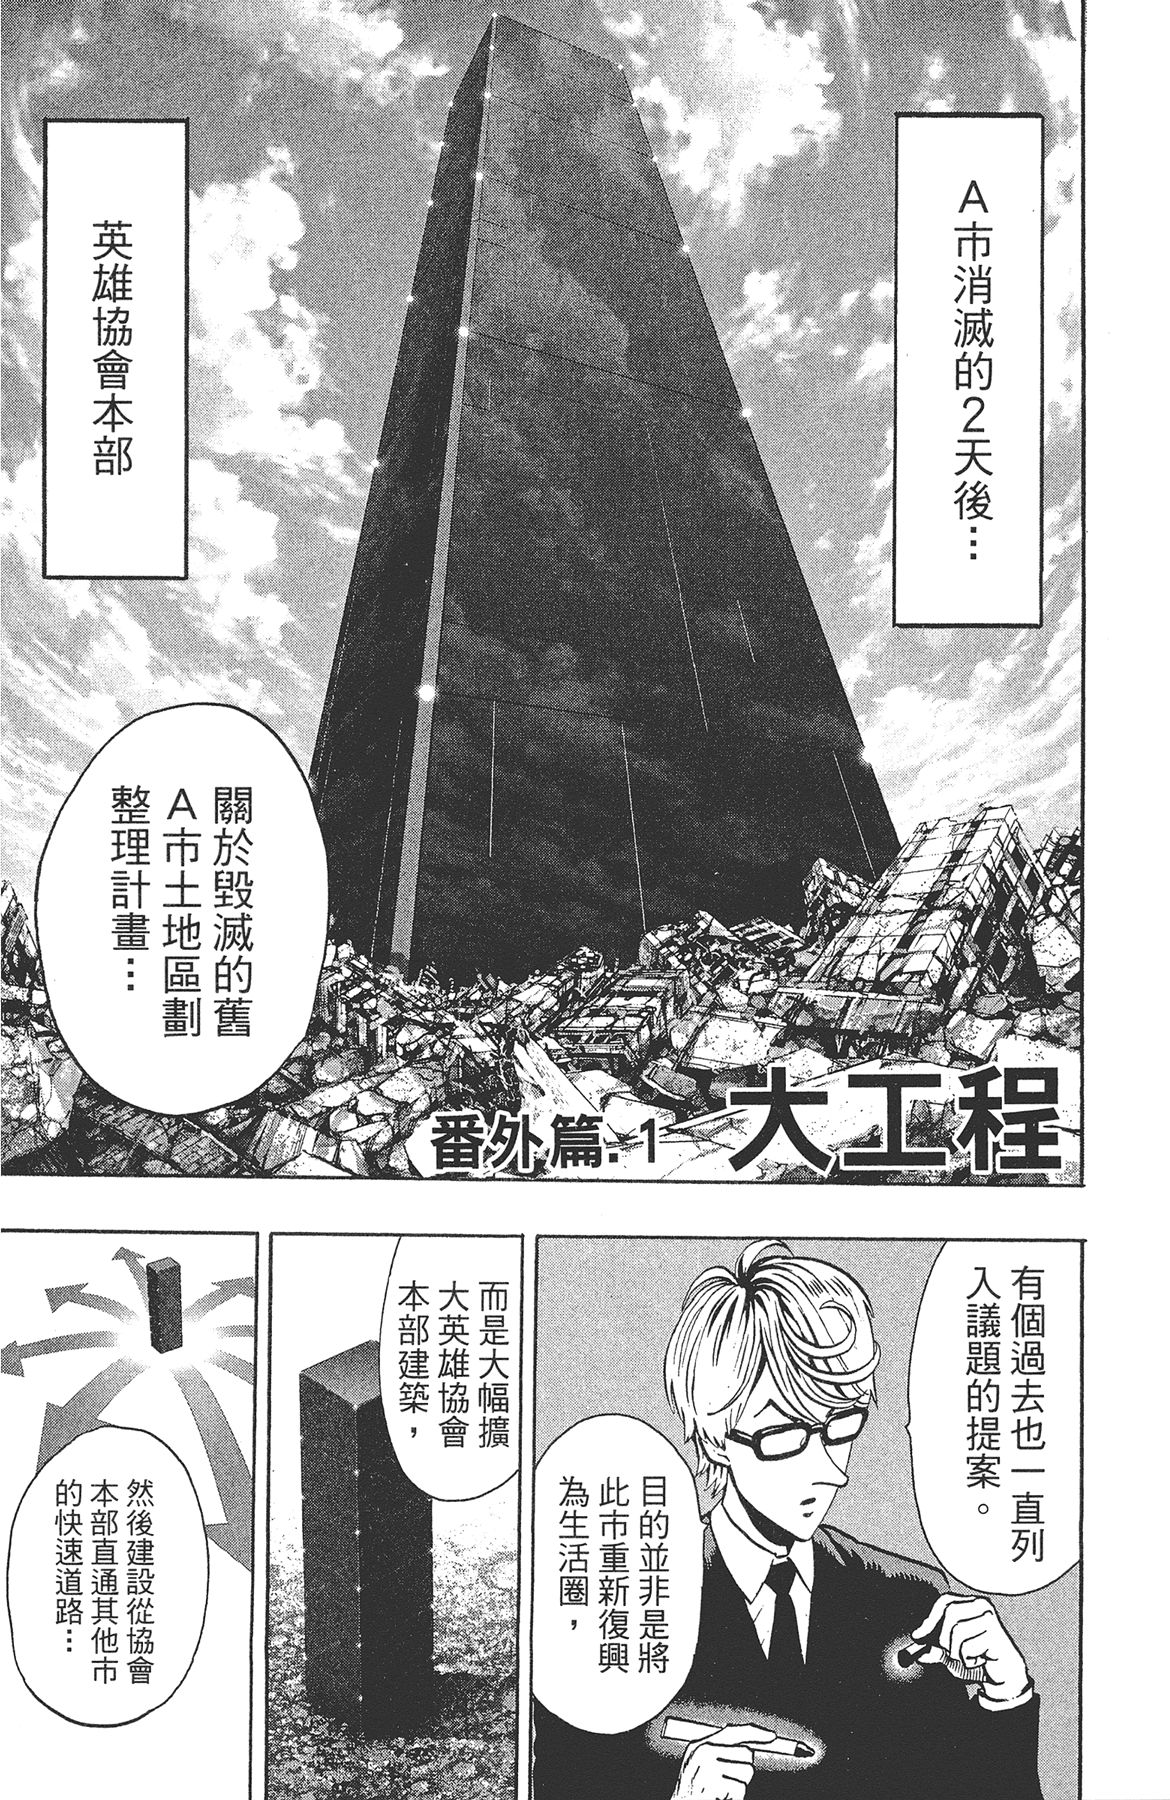 A市消滅的2天後…
英雄協會本部
關於毀滅的舊
A市土地區劃
整理計畫…
番外篇.1 大工程
有個過去也一直列
入議題的提案。
目的並非是將
此市重新復興
為生活圈，
而是大幅擴
大英雄協會
本部建築，
然後建設從協會
本部直通其他市
的快速道路…